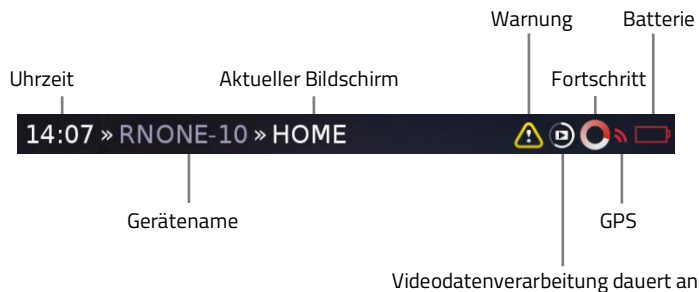 Warnung Batterie
Uhrzeit Aktueller Bildschirm Fortschritt
14:07 » RNONE-10 » HOME
Gerätename GPS
Videodatenverarbeitung dauert an